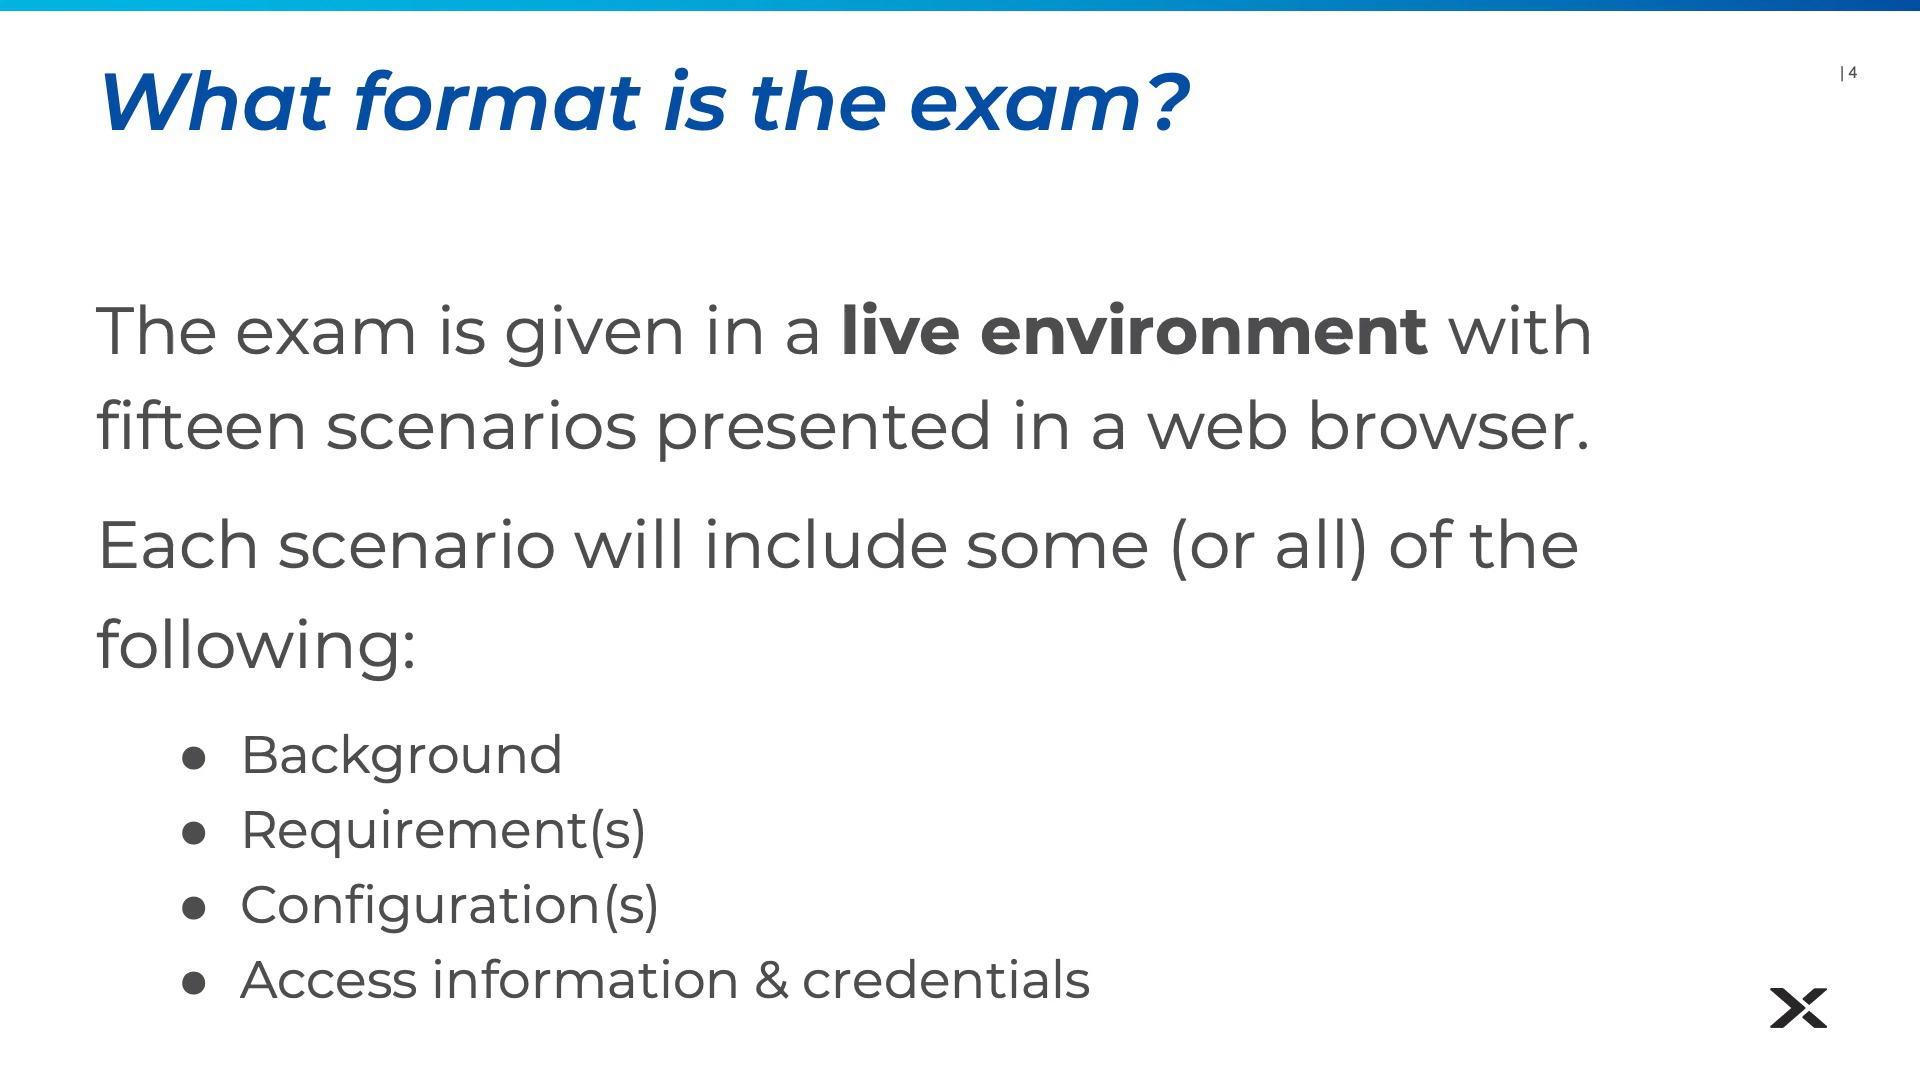 What format is the exam?
| 4
The exam is given in a live environment with
fifteen scenarios presented in a web browser.
Each scenario will include some (or all) of the
following:
● Background
● Requirement(s)
● Configuration(s)
● Access information & credentials